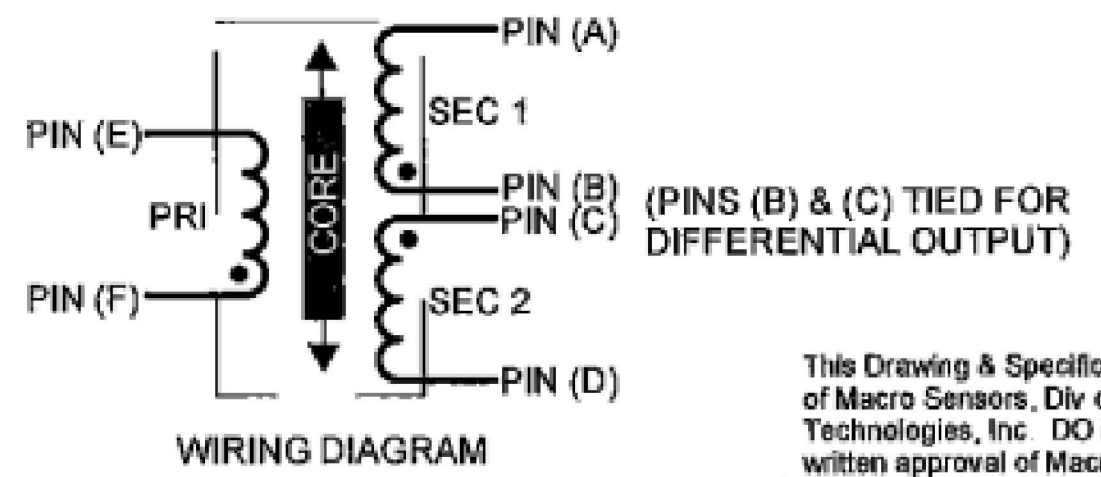 PIN (A)
SEC 1
PIN (E)
PRI
CORE
PIN (B)
PIN (C)
(PINS (B) & (C) TIED FOR
DIFFERENTIAL OUTPUT)
PIN (F)
SEC 2
PIN (D)
WIRING DIAGRAM
This Drawing & Specific
of Macro Sensors, Div
Technologies, Inc. DO
written approval of Macr